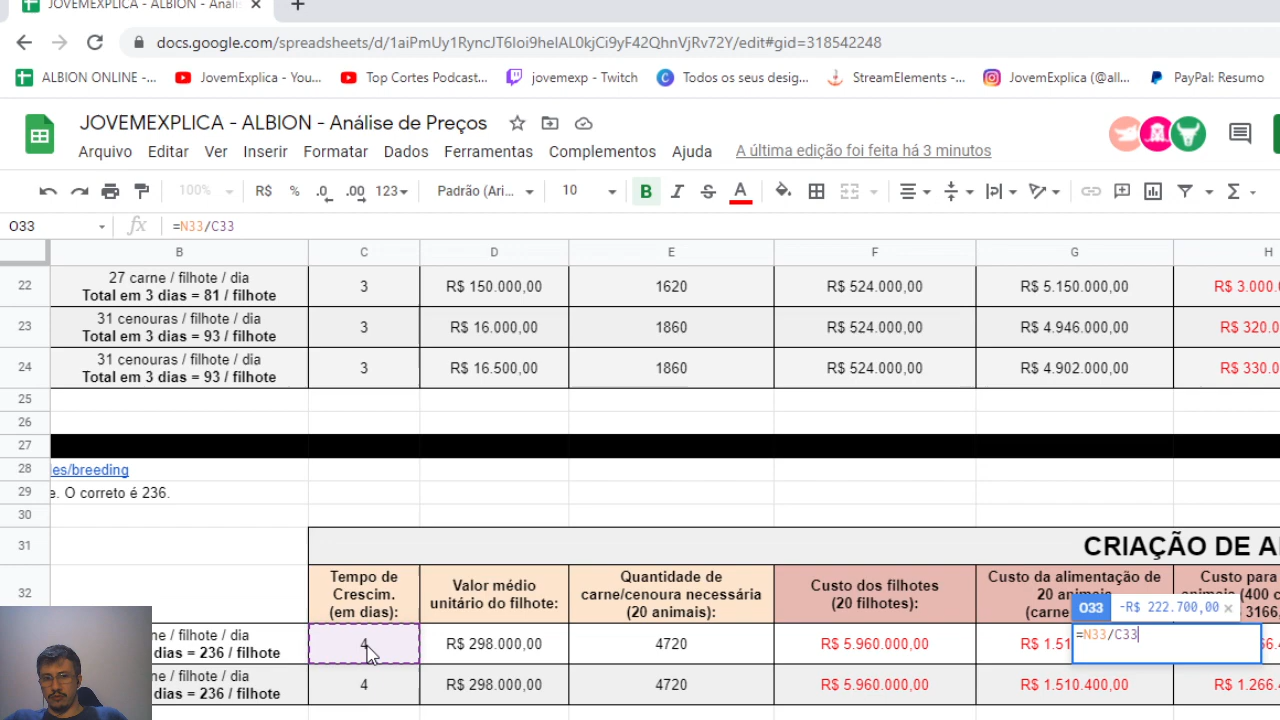 JOVEMEXPLICA - ALBION - Anál
docs.google.com/spreadsheets/d/1aiPmUy1RyncJT6Ioi9heIAL0kjCi9yF42QhnVjRv72Y/edit#gid=318542248
ALBION ONLINE -... JovemExplica - You... Top Cortes Podcast... jovemexp - Twitch Todos os seus desig... StreamElements -... JovemExplica (@all... PayPal: Resumo
JOVEMEXPLICA - ALBION - Análise de Preços
Arquivo Editar Ver Inserir Formatar Dados Ferramentas Complementos Ajuda A última edição foi feita há 3 minutos
100% R$ % .0 .00 123 Padrão (Ari... 10 B I S A Σ
O33 fx =N33/C33
B C D E F G H
22 27 carne / filhote / dia
Total em 3 dias = 81 / filhote 3 R$ 150.000,00 1620 R$ 524.000,00 R$ 5.150.000,00 R$ 3.000.0
23 31 cenouras / filhote / dia
Total em 3 dias = 93 / filhote 3 R$ 16.000,00 1860 R$ 524.000,00 R$ 4.946.000,00 R$ 320.0
24 31 cenouras / filhote / dia
Total em 3 dias = 93 / filhote 3 R$ 16.500,00 1860 R$ 524.000,00 R$ 4.902.000,00 R$ 330.0
25
26
27
28 es/breeding
29 e. O correto é 236.
30
31 CRIAÇÃO DE A
32 Tempo de Crescim. (em dias): Valor médio unitário do filhote: Quantidade de carne/cenoura necessária (20 animais): Custo dos filhotes (20 filhotes): Custo da alimentação de 20 animais (carne Custo para animais (400 c 3166,
O33 -R$ 222.700,00 ×
=N33/C33
ne / filhote / dia
dias = 236 / filhote 4 R$ 298.000,00 4720 R$ 5.960.000,00 R$ 1.51
ne / filhote / dia
dias = 236 / filhote 4 R$ 298.000,00 4720 R$ 5.960.000,00 R$ 1.510.400,00 R$ 1.266.4